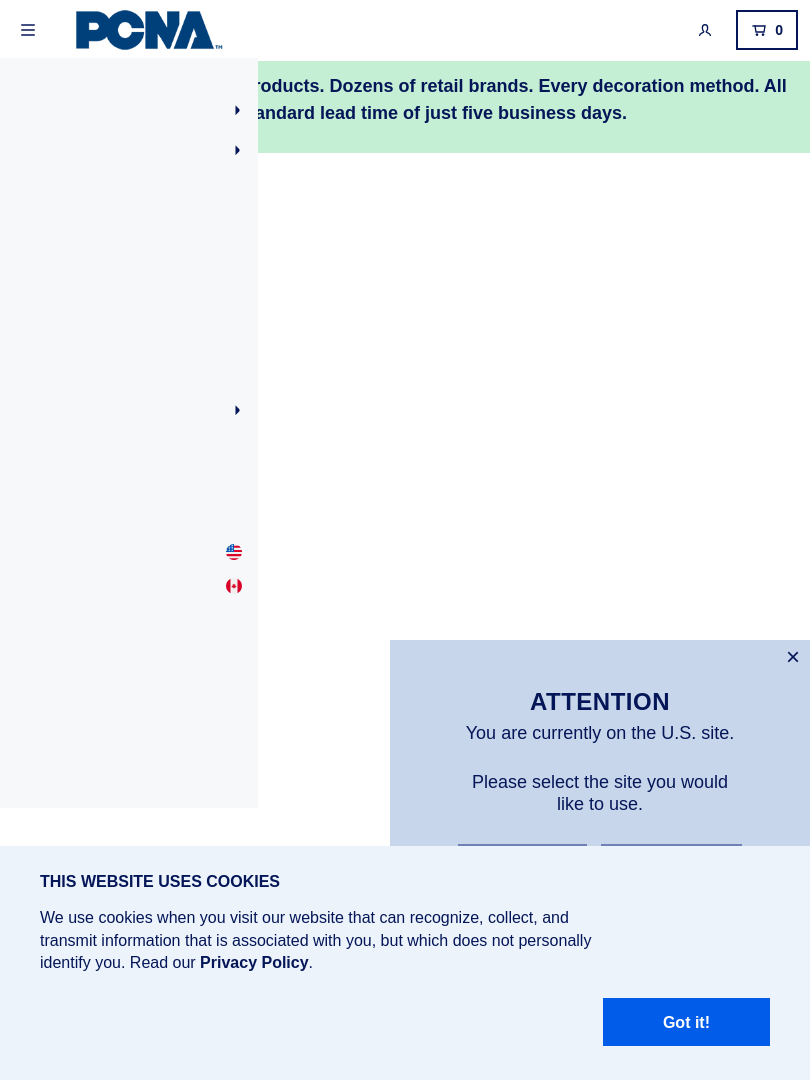 PCNA™
0
roducts. Dozens of retail brands. Every decoration method. All
andard lead time of just five business days.
×
ATTENTION
You are currently on the U.S. site.
Please select the site you would
like to use.
THIS WEBSITE USES COOKIES
We use cookies when you visit our website that can recognize, collect, and
transmit information that is associated with you, but which does not personally
identify you. Read our Privacy Policy.
Got it!